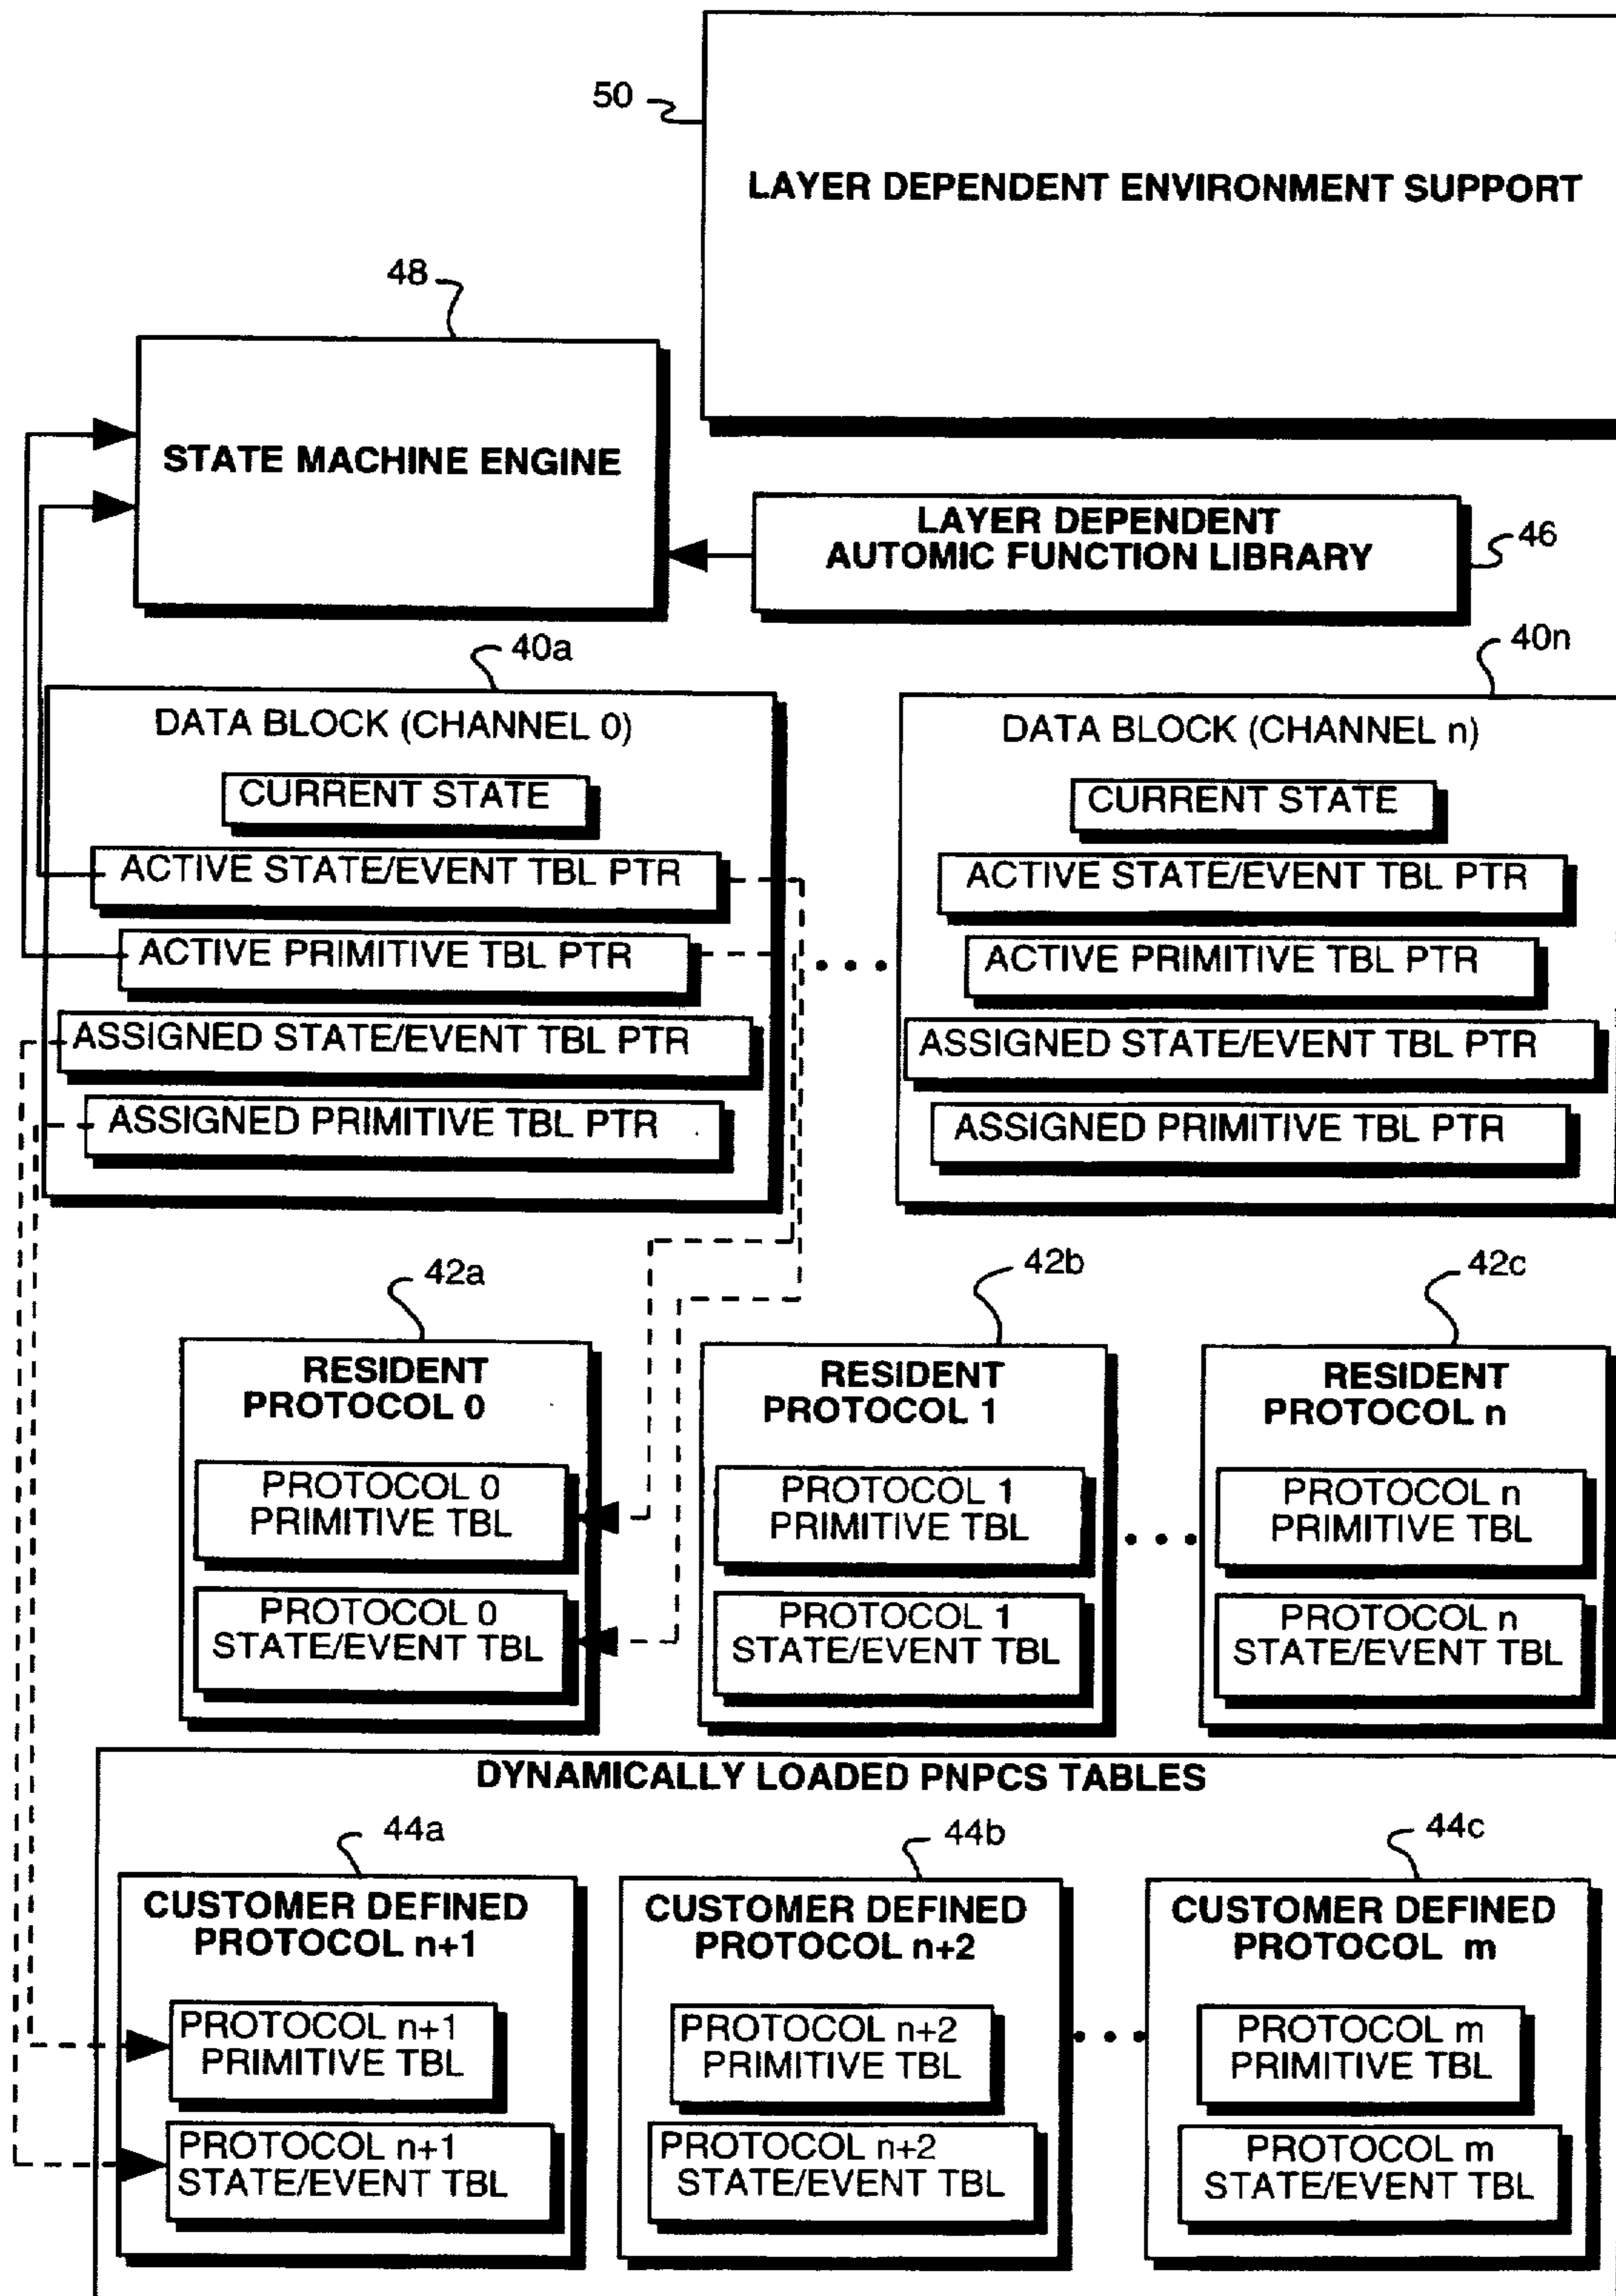 50
LAYER DEPENDENT ENVIRONMENT SUPPORT
48
STATE MACHINE ENGINE
LAYER DEPENDENT
AUTOMIC FUNCTION LIBRARY
46
40a
DATA BLOCK (CHANNEL 0)
CURRENT STATE
ACTIVE STATE/EVENT TBL PTR
ACTIVE PRIMITIVE TBL PTR
ASSIGNED STATE/EVENT TBL PTR
ASSIGNED PRIMITIVE TBL PTR
• • •
40n
DATA BLOCK (CHANNEL n)
CURRENT STATE
ACTIVE STATE/EVENT TBL PTR
ACTIVE PRIMITIVE TBL PTR
ASSIGNED STATE/EVENT TBL PTR
ASSIGNED PRIMITIVE TBL PTR
42a
RESIDENT
PROTOCOL 0
PROTOCOL 0
PRIMITIVE TBL
PROTOCOL 0
STATE/EVENT TBL
42b
RESIDENT
PROTOCOL 1
PROTOCOL 1
PRIMITIVE TBL
PROTOCOL 1
STATE/EVENT TBL
• • •
42c
RESIDENT
PROTOCOL n
PROTOCOL n
PRIMITIVE TBL
PROTOCOL n
STATE/EVENT TBL
DYNAMICALLY LOADED PNPCS TABLES
44a
CUSTOMER DEFINED
PROTOCOL n+1
PROTOCOL n+1
PRIMITIVE TBL
PROTOCOL n+1
STATE/EVENT TBL
44b
CUSTOMER DEFINED
PROTOCOL n+2
PROTOCOL n+2
PRIMITIVE TBL
PROTOCOL n+2
STATE/EVENT TBL
• • •
44c
CUSTOMER DEFINED
PROTOCOL m
PROTOCOL m
PRIMITIVE TBL
PROTOCOL m
STATE/EVENT TBL